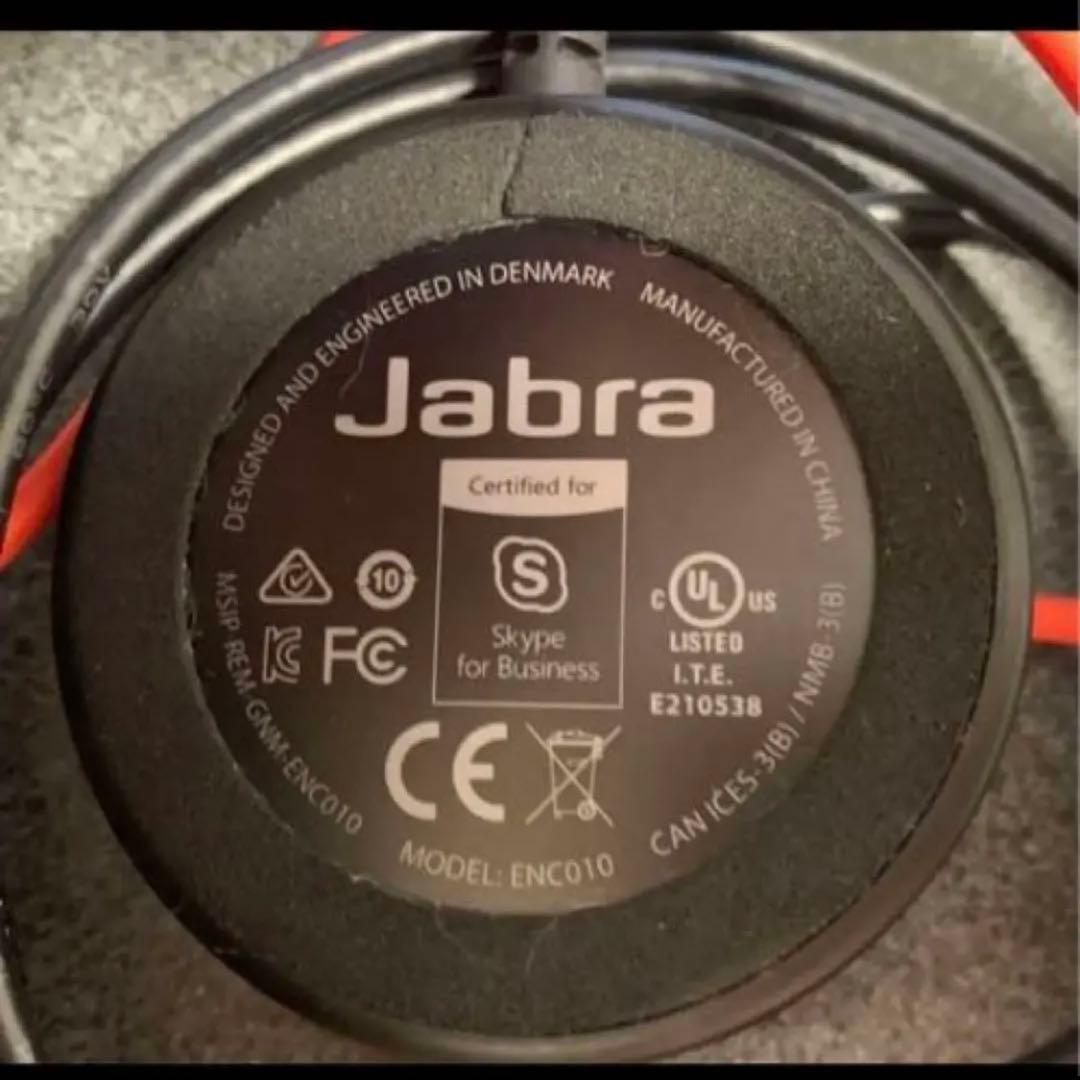 DESIGNED AND ENGINEERED IN DENMARK
MANUFACTURED IN CHINA
Jabra
Certified for
S
Skype
for Business
10
FC
c UL US
LISTED
I.T.E.
E210538
CE
MSIP-REM-GNM-ENC010
MODEL: ENC010
CAN ICES-3(B) / NMB-3(B)